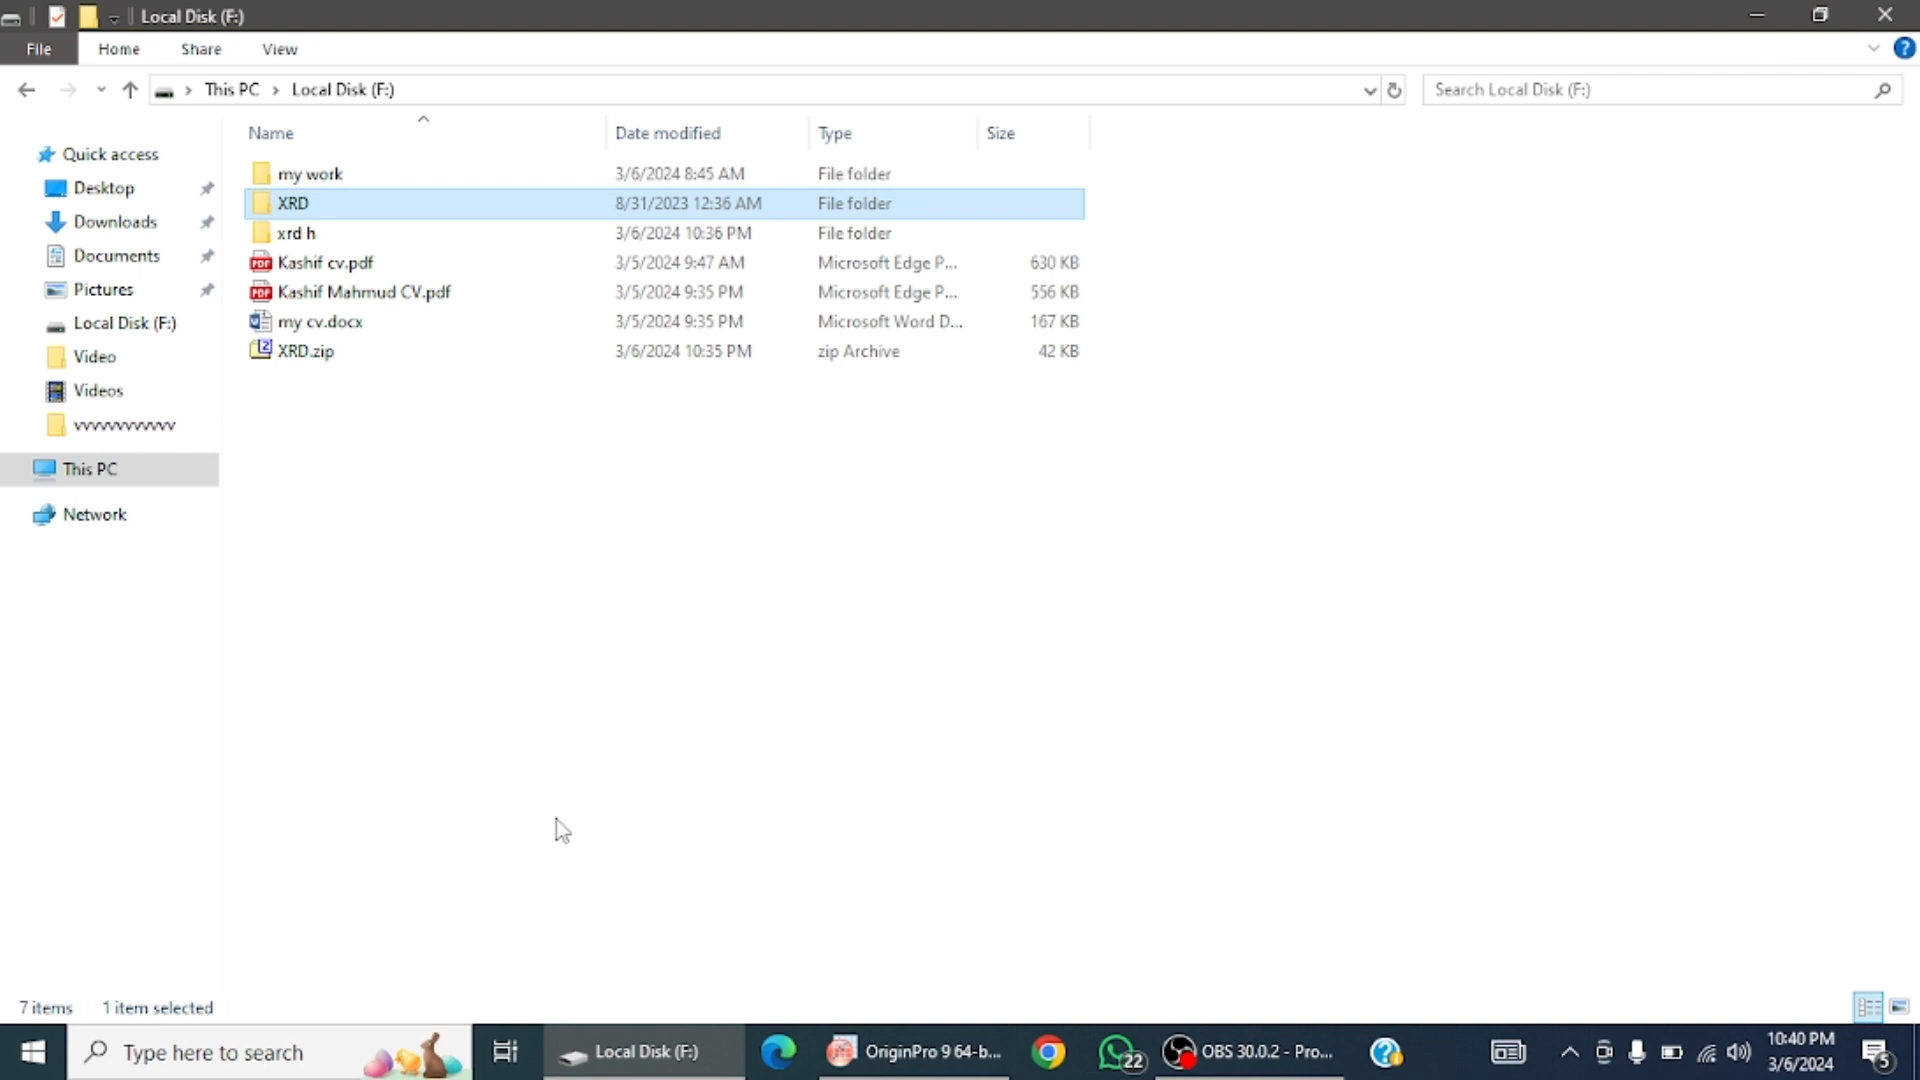 Local Disk (F:)
File Home Share View
This PC Local Disk (F:) Search Local Disk (F:)
Name Date modified Type Size
Quick access
Desktop
Downloads
Documents
Pictures
Local Disk (F:)
Video
Videos
vvvvvvvvvvv
This PC
Network
my work 3/6/2024 8:45 AM File folder
XRD 8/31/2023 12:36 AM File folder
xrd h 3/6/2024 10:36 PM File folder
Kashif cv.pdf 3/5/2024 9:47 AM Microsoft Edge P... 630 KB
Kashif Mahmud CV.pdf 3/5/2024 9:35 PM Microsoft Edge P... 556 KB
my cv.docx 3/5/2024 9:35 PM Microsoft Word D... 167 KB
XRD.zip 3/6/2024 10:35 PM zip Archive 42 KB
7 items 1 item selected
Type here to search Local Disk (F:) OriginPro 9 64-b... 22 OBS 30.0.2 - Pro... 10:40 PM
3/6/2024 5